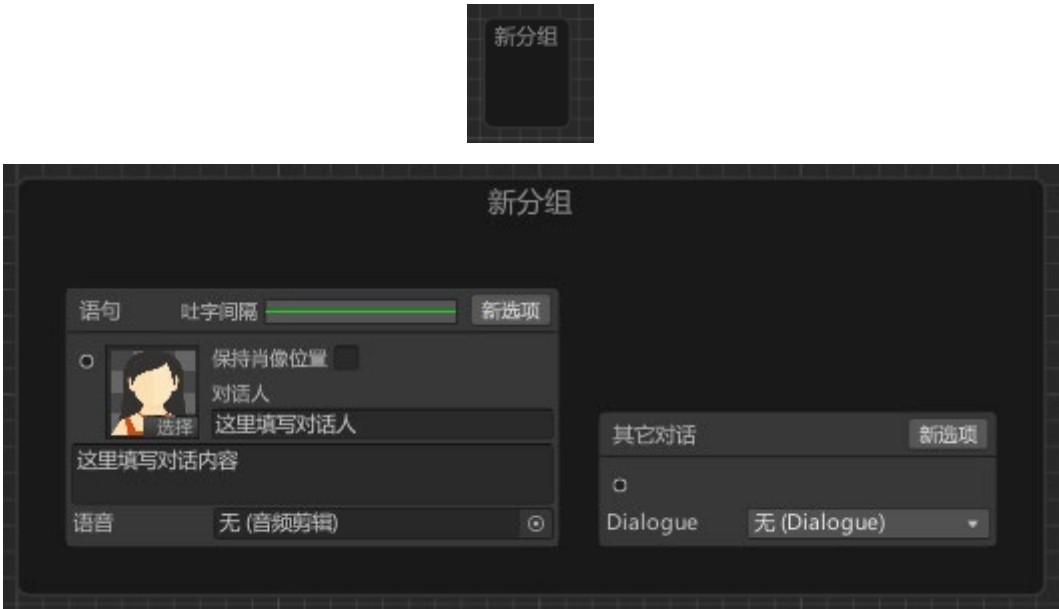 新分组
新分组
语句 吐字间隔 新选项
保持肖像位置
对话人
选择 这里填写对话人
这里填写对话内容
语音 无 (音频剪辑)
其它对话 新选项
Dialogue 无 (Dialogue)